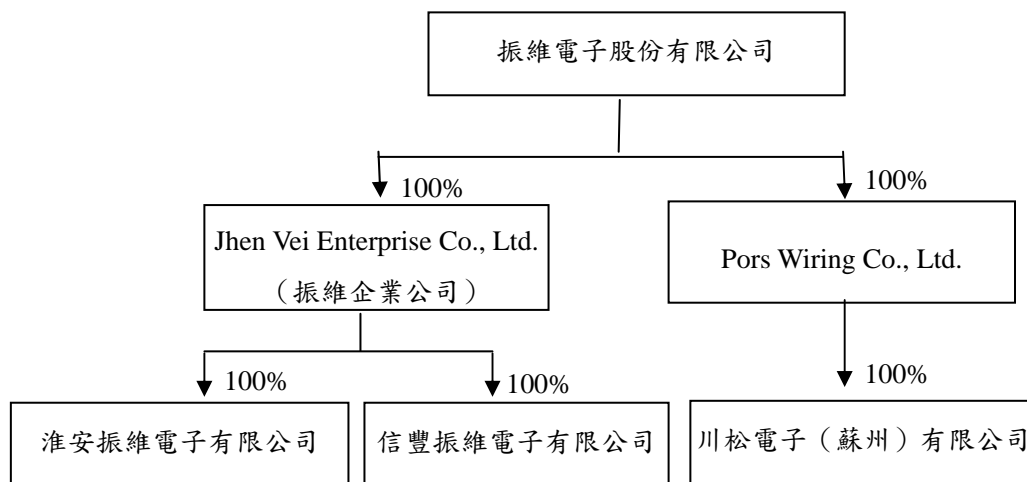 振維電子股份有限公司
100%
100%
Jhen Vei Enterprise Co., Ltd.
（振維企業公司）
Pors Wiring Co., Ltd.
100%
100%
100%
淮安振維電子有限公司
信豐振維電子有限公司
川松電子（蘇州）有限公司